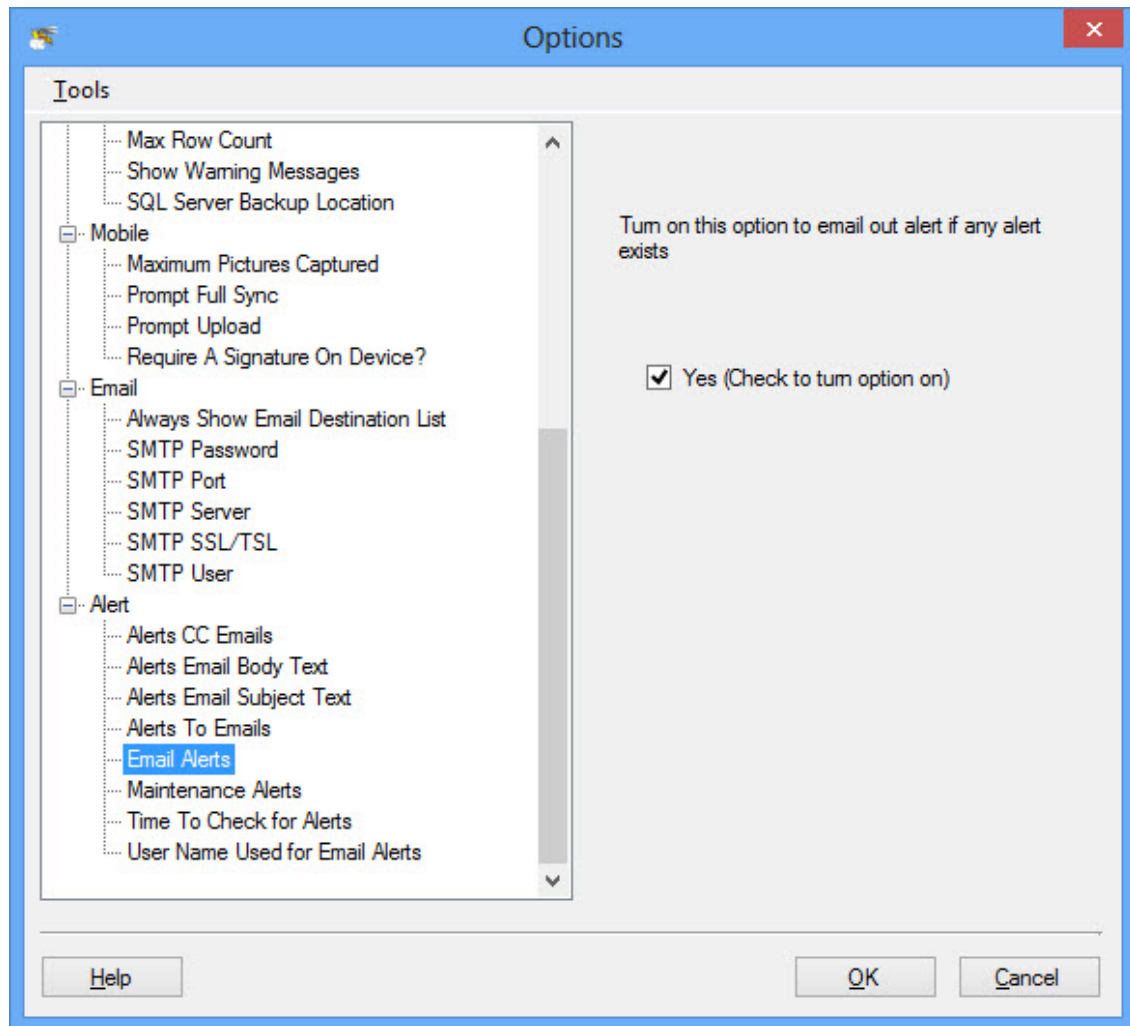 Options
Tools
Max Row Count
Show Warning Messages
SQL Server Backup Location
Mobile
Maximum Pictures Captured
Prompt Full Sync
Prompt Upload
Require A Signature On Device?
Email
Always Show Email Destination List
SMTP Password
SMTP Port
SMTP Server
SMTP SSL/TSL
SMTP User
Alert
Alerts CC Emails
Alerts Email Body Text
Alerts Email Subject Text
Alerts To Emails
Email Alerts
Maintenance Alerts
Time To Check for Alerts
User Name Used for Email Alerts
Turn on this option to email out alert if any alert
exists
Yes (Check to turn option on)
Help
OK
Cancel